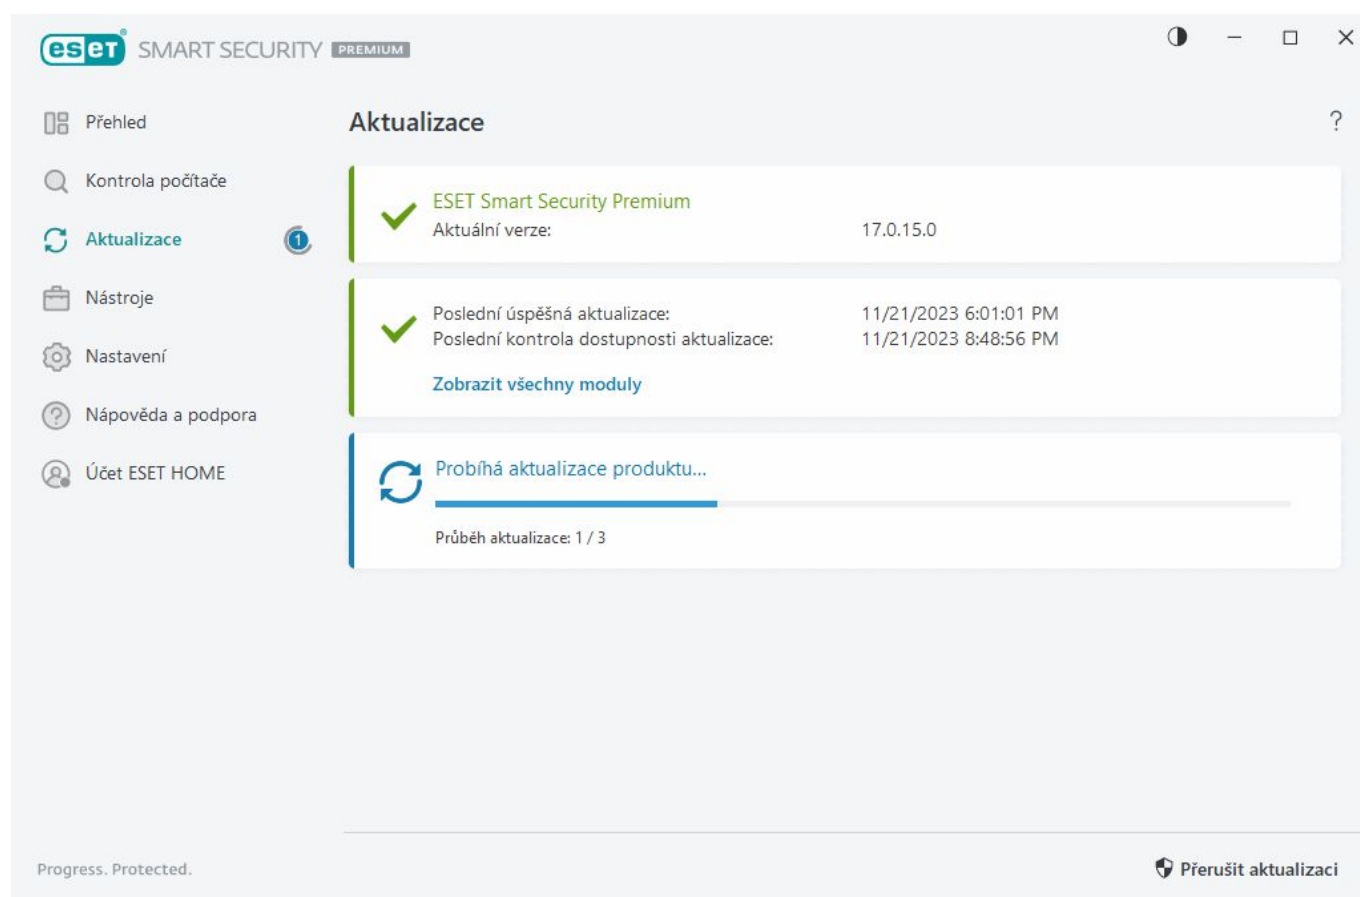 eset SMART SECURITY PREMIUM
Přehled
Kontrola počítače
Aktualizace 1
Nástroje
Nastavení
Nápověda a podpora
Účet ESET HOME
Aktualizace ?
ESET Smart Security Premium
Aktuální verze: 17.0.15.0
Poslední úspěšná aktualizace: 11/21/2023 6:01:01 PM
Poslední kontrola dostupnosti aktualizace: 11/21/2023 8:48:56 PM
Zobrazit všechny moduly
Probíhá aktualizace produktu...
Průběh aktualizace: 1 / 3
Progress. Protected.
Přerušit aktualizaci